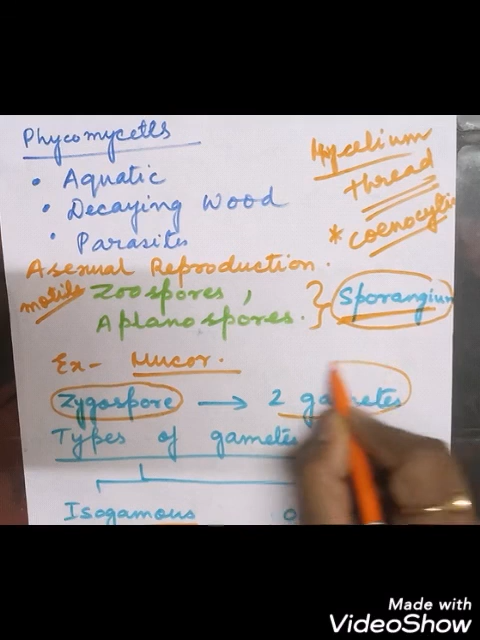 Phycomycetes
• Aquatic
• Decaying Wood
• Parasites
Mycelium
thread
* coenocytic
Asexual Reproduction.
motile Zoospores,
Aplanospores. } Sporangium
Ex- Mucor.
Zygospore → 2 gametes
Types of gametes
Isogamous
Made with
VideoShow